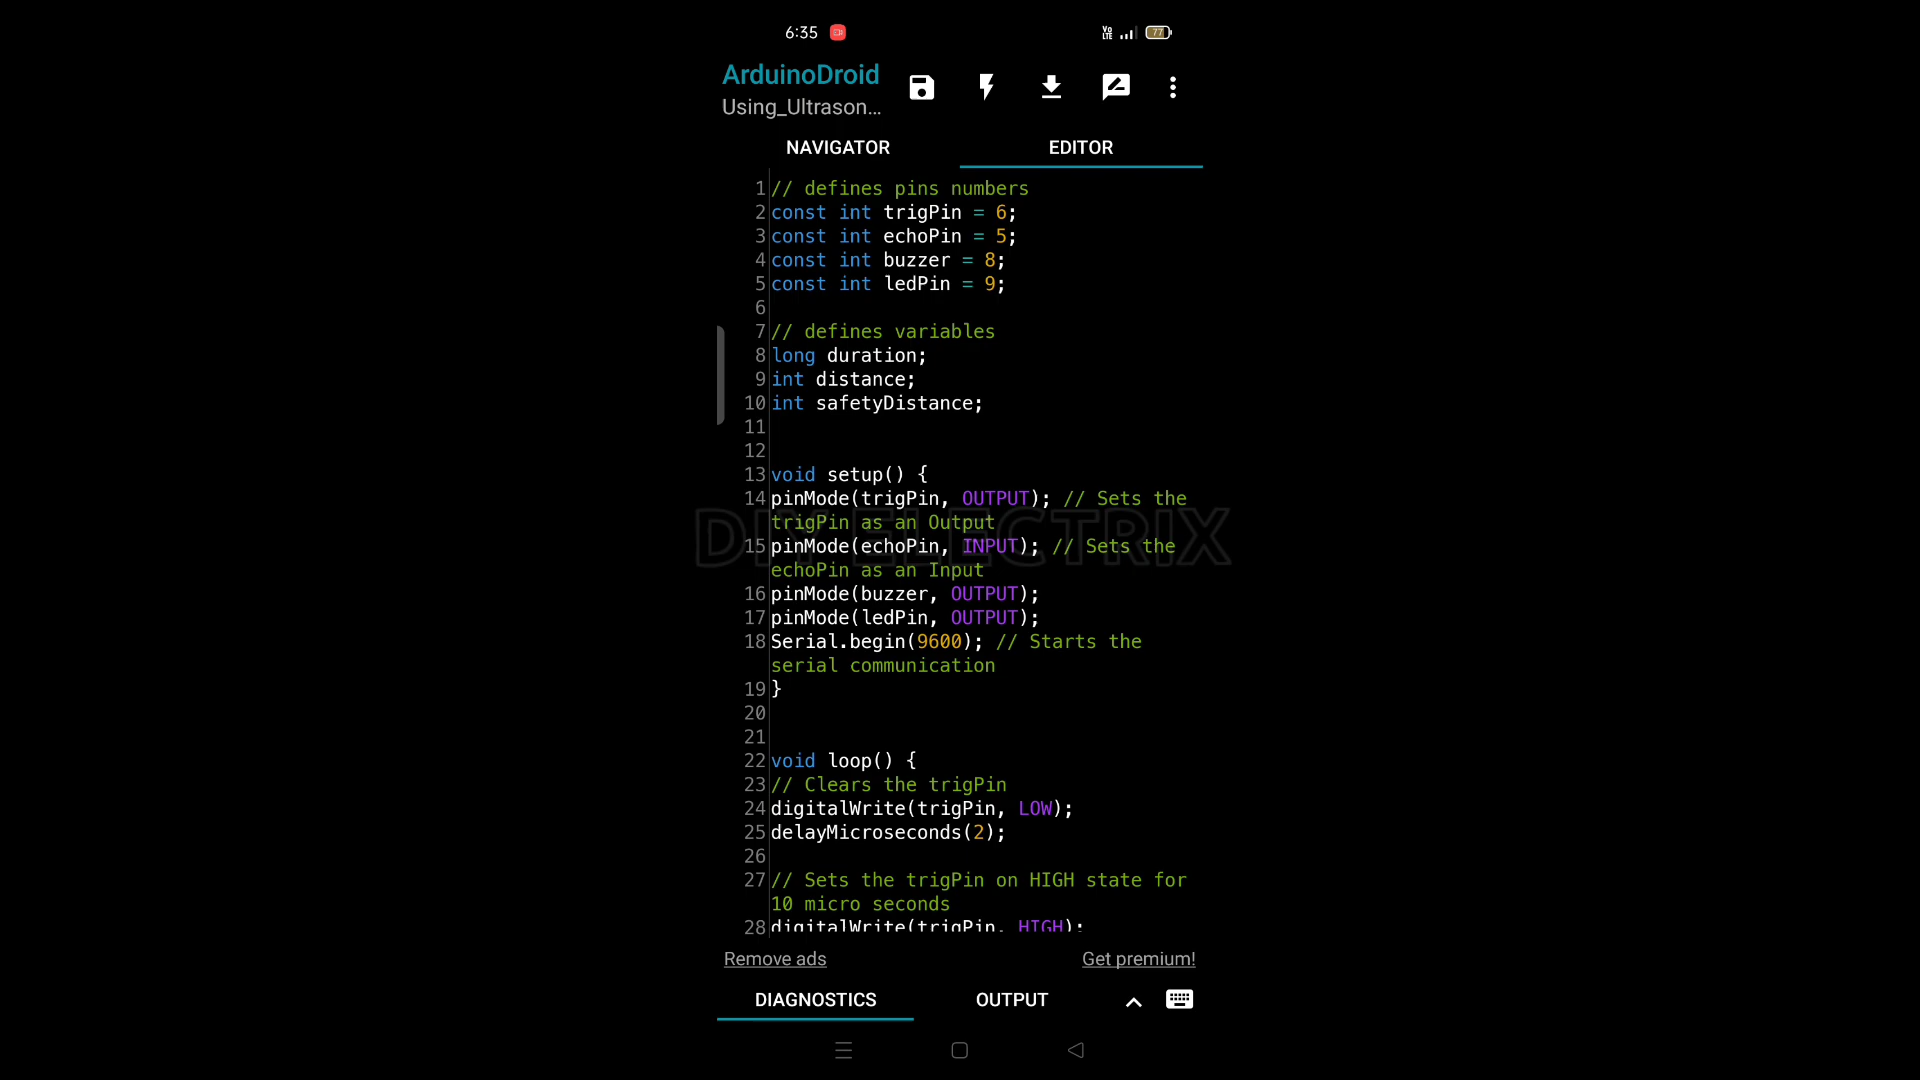 6:35
Vo LTE
77
ArduinoDroid
Using_Ultrason...
NAVIGATOR
EDITOR
1 // defines pins numbers
2 const int trigPin = 6;
3 const int echoPin = 5;
4 const int buzzer = 8;
5 const int ledPin = 9;
6
7 // defines variables
8 long duration;
9 int distance;
10 int safetyDistance;
11
12
13 void setup() {
14 pinMode(trigPin, OUTPUT); // Sets the
trigPin as an Output
15 pinMode(echoPin, INPUT); // Sets the
echoPin as an Input
16 pinMode(buzzer, OUTPUT);
17 pinMode(ledPin, OUTPUT);
18 Serial.begin(9600); // Starts the
serial communication
19 }
20
21
22 void loop() {
23 // Clears the trigPin
24 digitalWrite(trigPin, LOW);
25 delayMicroseconds(2);
26
27 // Sets the trigPin on HIGH state for
10 micro seconds
28 digitalWrite(trigPin, HIGH);
DIY ELECTRIX
Remove ads
Get premium!
DIAGNOSTICS
OUTPUT